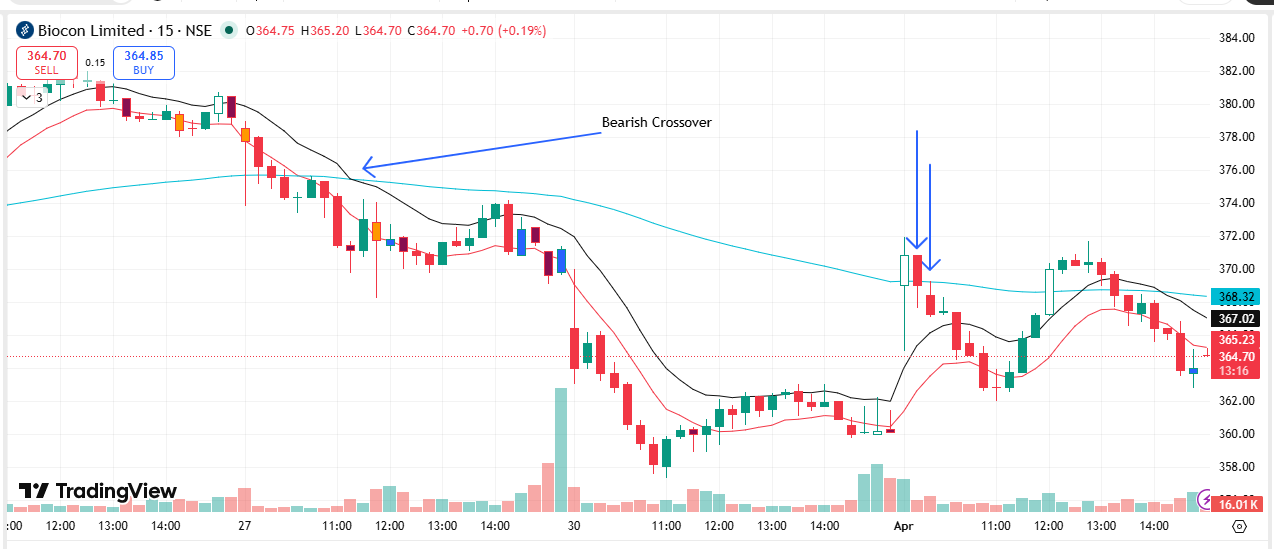 Biocon Limited · 15 · NSE O364.75 H365.20 L364.70 C364.70 +0.70 (+0.19%)
364.70 SELL 0.15 364.85 BUY
3
Bearish Crossover
384.00
382.00
380.00
378.00
376.00
374.00
372.00
370.00
368.32
367.02
365.23
364.70
13:16
362.00
360.00
358.00
16.01K
TradingView
:00 12:00 13:00 14:00 27 11:00 12:00 13:00 14:00 30 11:00 12:00 13:00 14:00 Apr 11:00 12:00 13:00 14:00